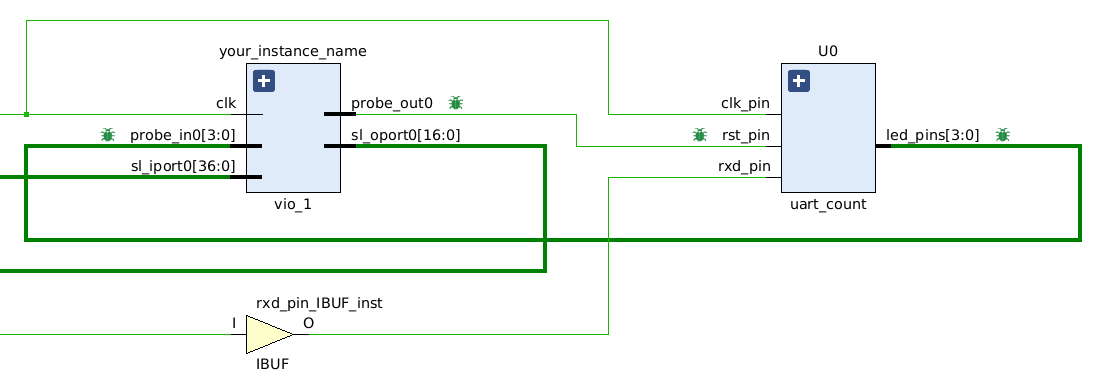 your_instance_name
U0
clk
probe_out0
clk_pin
probe_in0[3:0]
sl_oport0[16:0]
rst_pin
led_pins[3:0]
sl_iport0[36:0]
rxd_pin
vio_1
uart_count
rxd_pin_IBUF_inst
I
O
IBUF